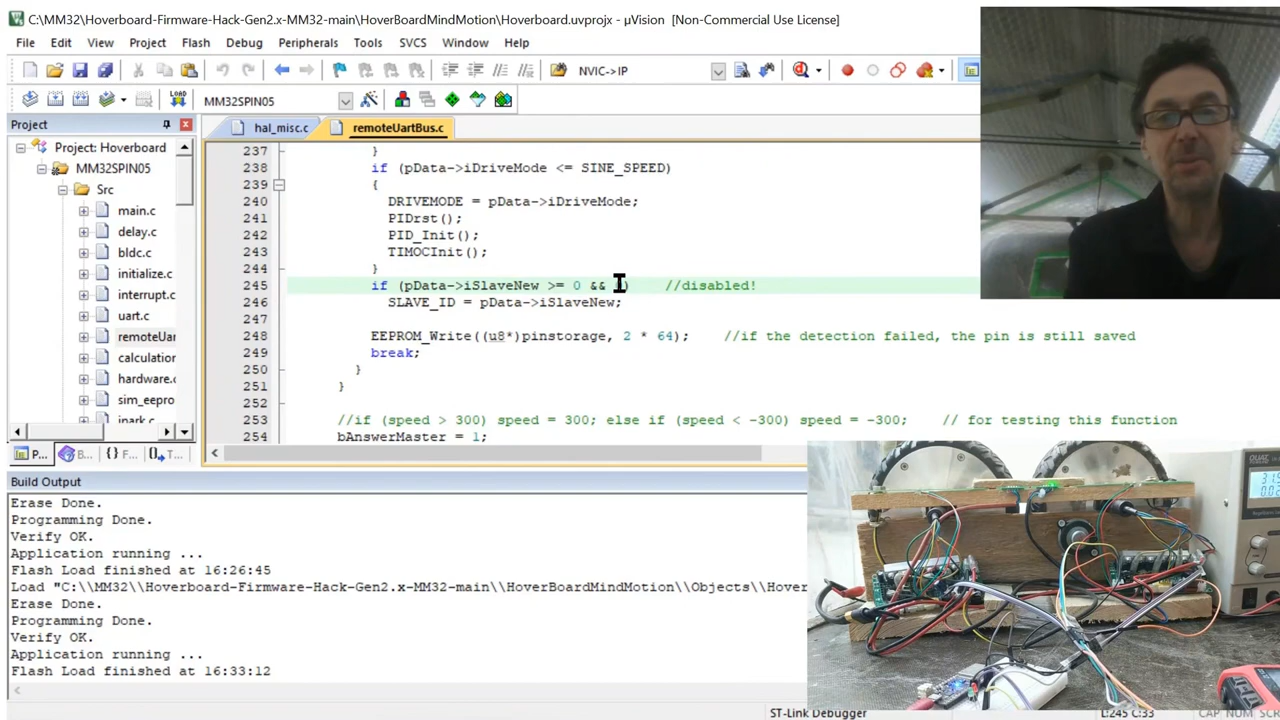 C:\MM32\Hoverboard-Firmware-Hack-Gen2.x-MM32-main\HoverBoardMindMotion\Hoverboard.uvprojx - µVision [Non-Commercial Use License]
File Edit View Project Flash Debug Peripherals Tools SVCS Window Help
NVIC->IP
LOAD MM32SPIN05
Project
hal_misc.c remoteUartBus.c
Project: Hoverboard
MM32SPIN05
Src
main.c
delay.c
bldc.c
initialize.c
interrupt.c
uart.c
remoteUar
calculation
hardware.c
sim_eepro
park.c
237 }
238 if (pData->iDriveMode <= SINE_SPEED)
239 {
240 DRIVEMODE = pData->iDriveMode;
241 PIDrst();
242 PID_Init();
243 TIMOCInit();
244 }
245 if (pData->iSlaveNew >= 0 && ) //disabled!
246 SLAVE_ID = pData->iSlaveNew;
247
248 EEPROM_Write((u8*)pinstorage, 2 * 64); //if the detection failed, the pin is still saved
249 break;
250 }
251 }
252
253 //if (speed > 300) speed = 300; else if (speed < -300) speed = -300; // for testing this function
254 bAnswerMaster = 1;
P... B... F... T...
Build Output
Erase Done.
Programming Done.
Verify OK.
Application running ...
Flash Load finished at 16:26:45
Load "C:\\MM32\\Hoverboard-Firmware-Hack-Gen2.x-MM32-main\\HoverBoardMindMotion\\Objects\\Hover
Erase Done.
Programming Done.
Verify OK.
Application running ...
Flash Load finished at 16:33:12
ST-Link Debugger L:245 C:33 CAP NUM SCR